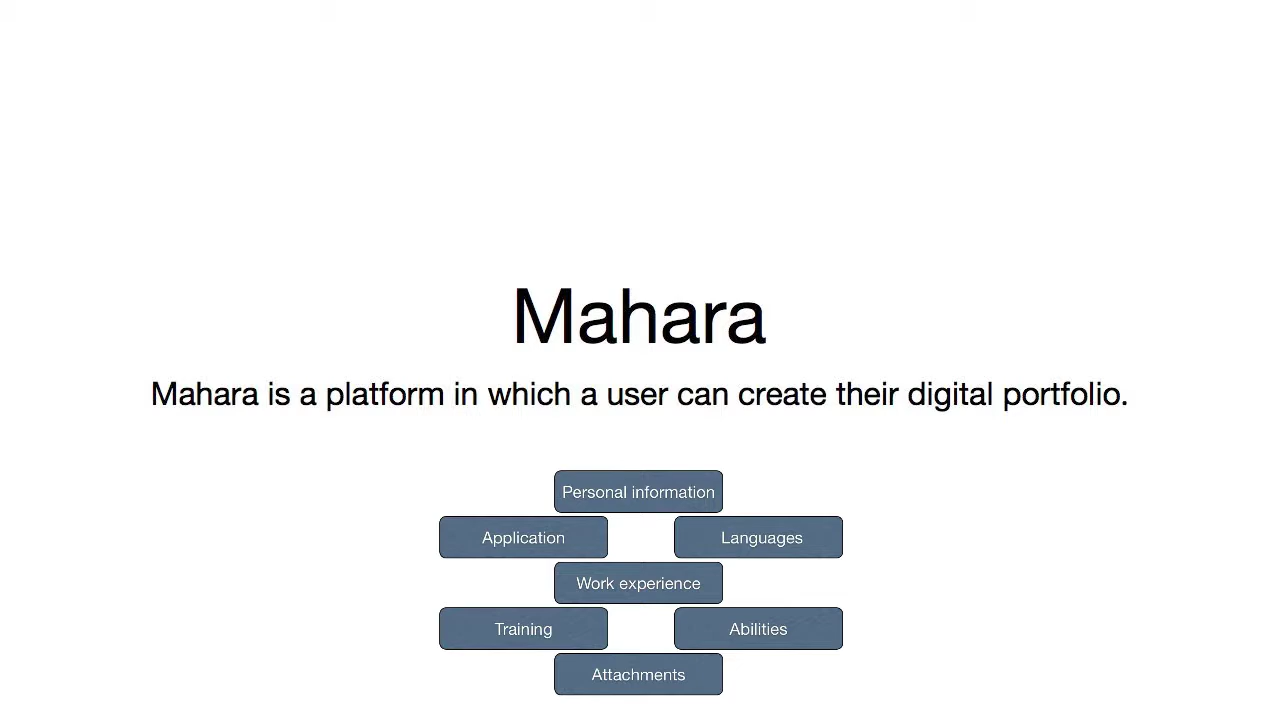 Mahara
Mahara is a platform in which a user can create their digital portfolio.
Personal information
Application
Languages
Work experience
Training
Abilities
Attachments